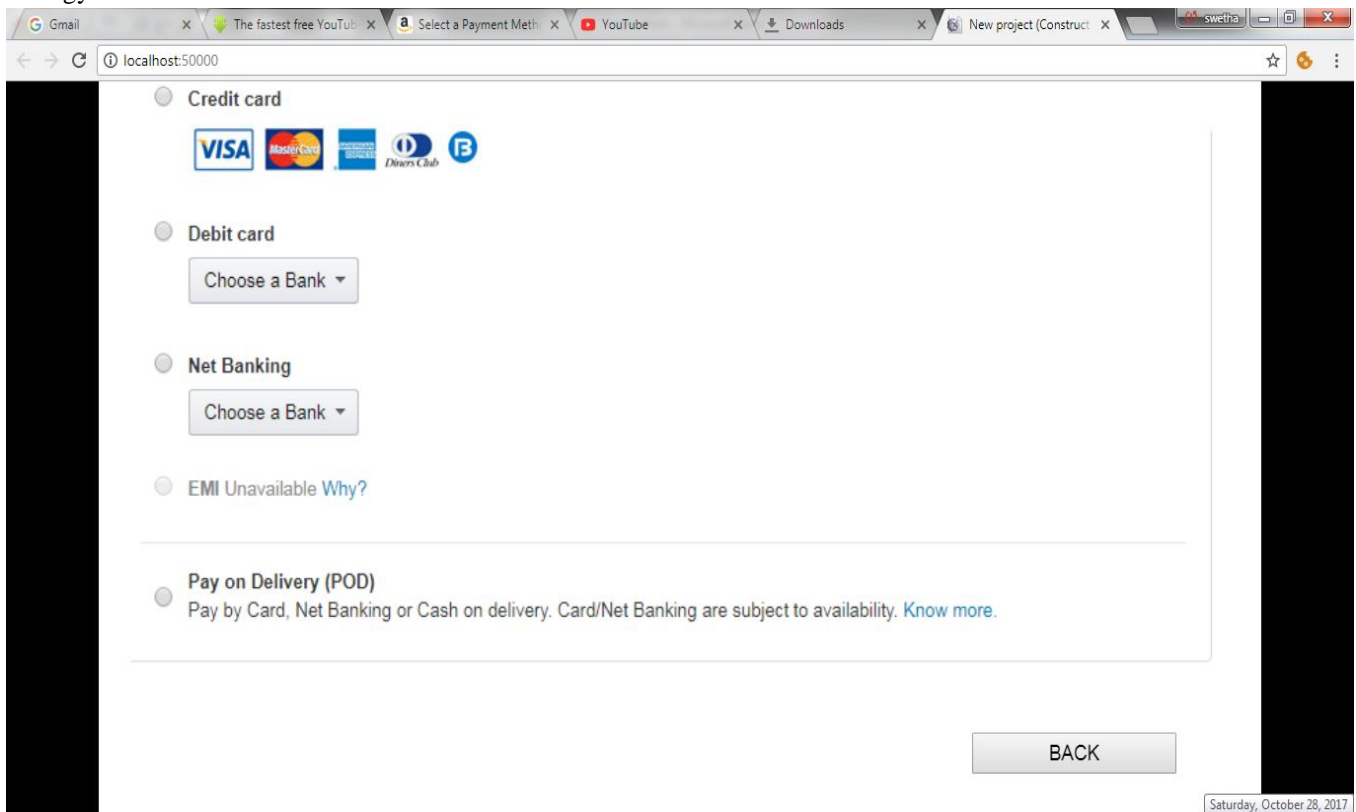 Gmail
The fastest free YouTub
Select a Payment Meth
YouTube
Downloads
New project (Construct
swetha
localhost:50000
Credit card
VISA
MasterCard
AMERICAN EXPRESS
Diners Club
Debit card
Choose a Bank
Net Banking
Choose a Bank
EMI Unavailable Why?
Pay on Delivery (POD)
Pay by Card, Net Banking or Cash on delivery. Card/Net Banking are subject to availability. Know more.
BACK
Saturday, October 28, 2017